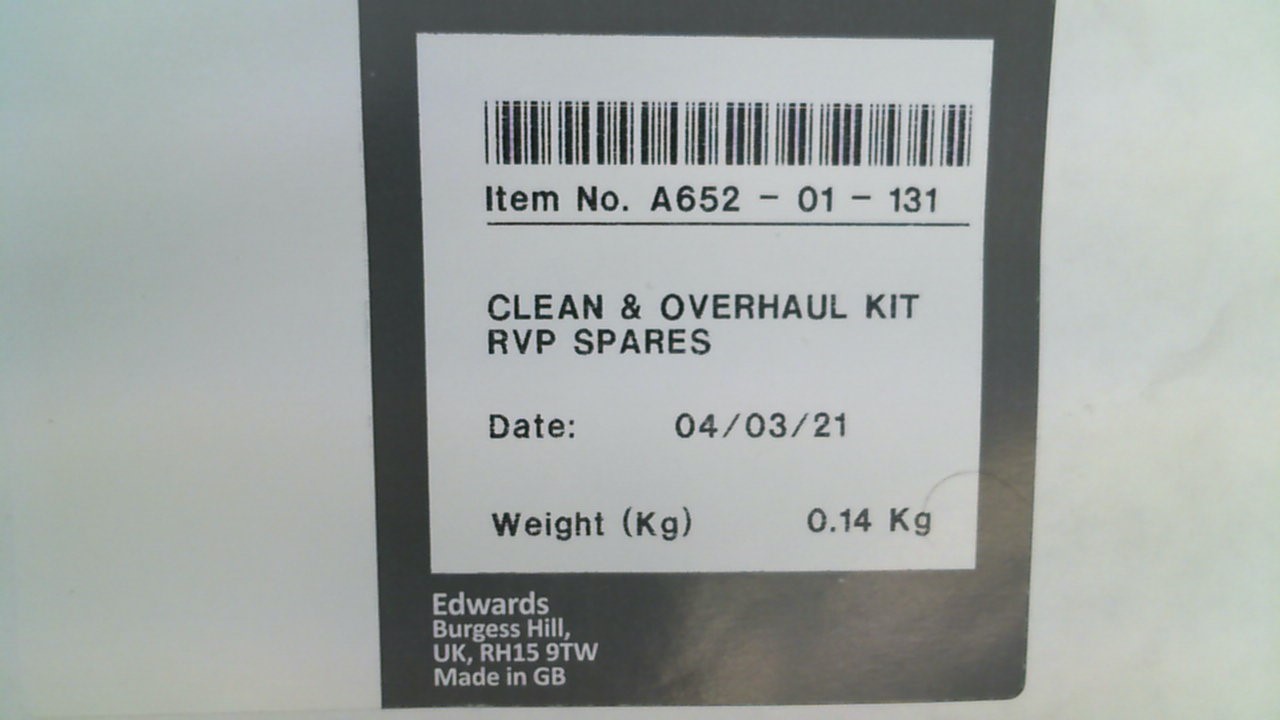 Item No. A652 - 01 - 131
CLEAN & OVERHAUL KIT
RVP SPARES
Date: 04/03/21
Weight (Kg) 0.14 Kg
Edwards
Burgess Hill,
UK, RH15 9TW
Made in GB